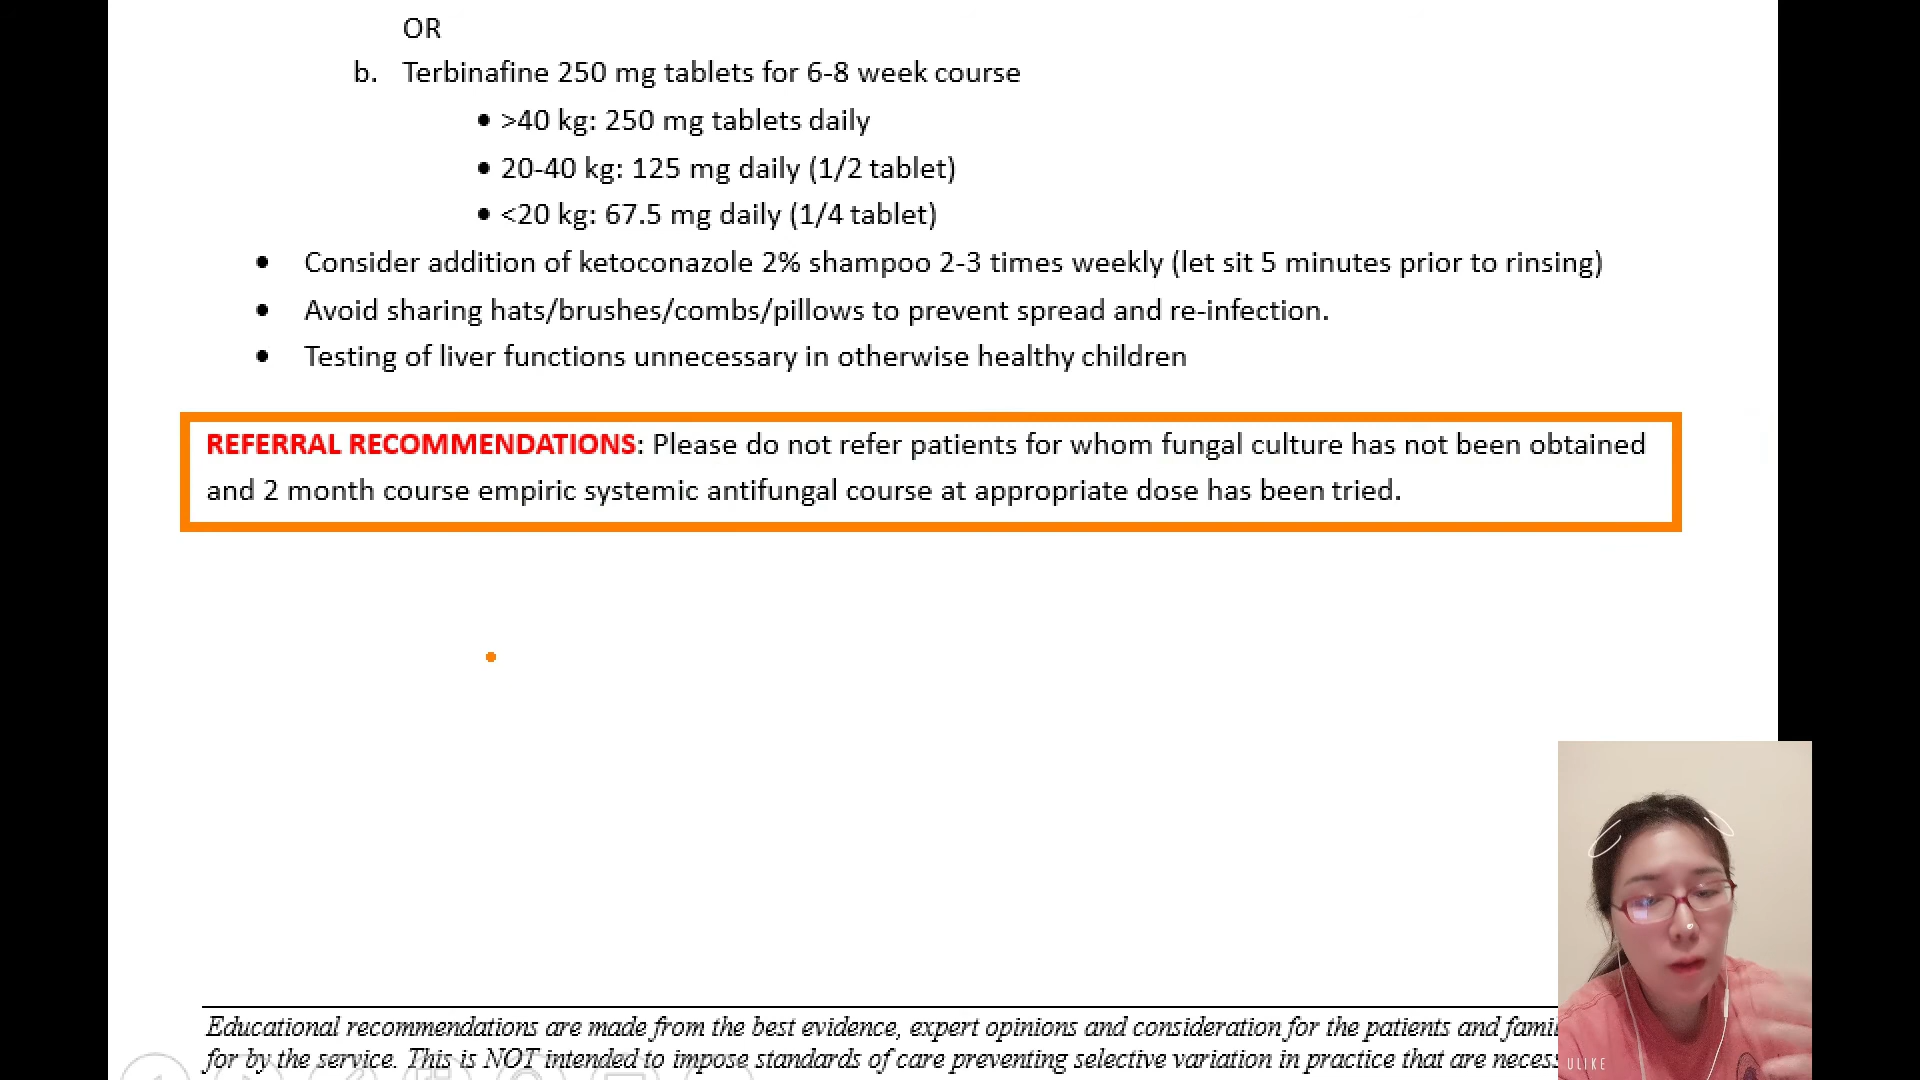 OR
b. Terbinafine 250 mg tablets for 6-8 week course
• >40 kg: 250 mg tablets daily
• 20-40 kg: 125 mg daily (1/2 tablet)
• <20 kg: 67.5 mg daily (1/4 tablet)
• Consider addition of ketoconazole 2% shampoo 2-3 times weekly (let sit 5 minutes prior to rinsing)
• Avoid sharing hats/brushes/combs/pillows to prevent spread and re-infection.
• Testing of liver functions unnecessary in otherwise healthy children
REFERRAL RECOMMENDATIONS: Please do not refer patients for whom fungal culture has not been obtained
and 2 month course empiric systemic antifungal course at appropriate dose has been tried.
Educational recommendations are made from the best evidence, expert opinions and consideration for the patients and fami
for by the service. This is NOT intended to impose standards of care preventing selective variation in practice that are necess
ULIKE